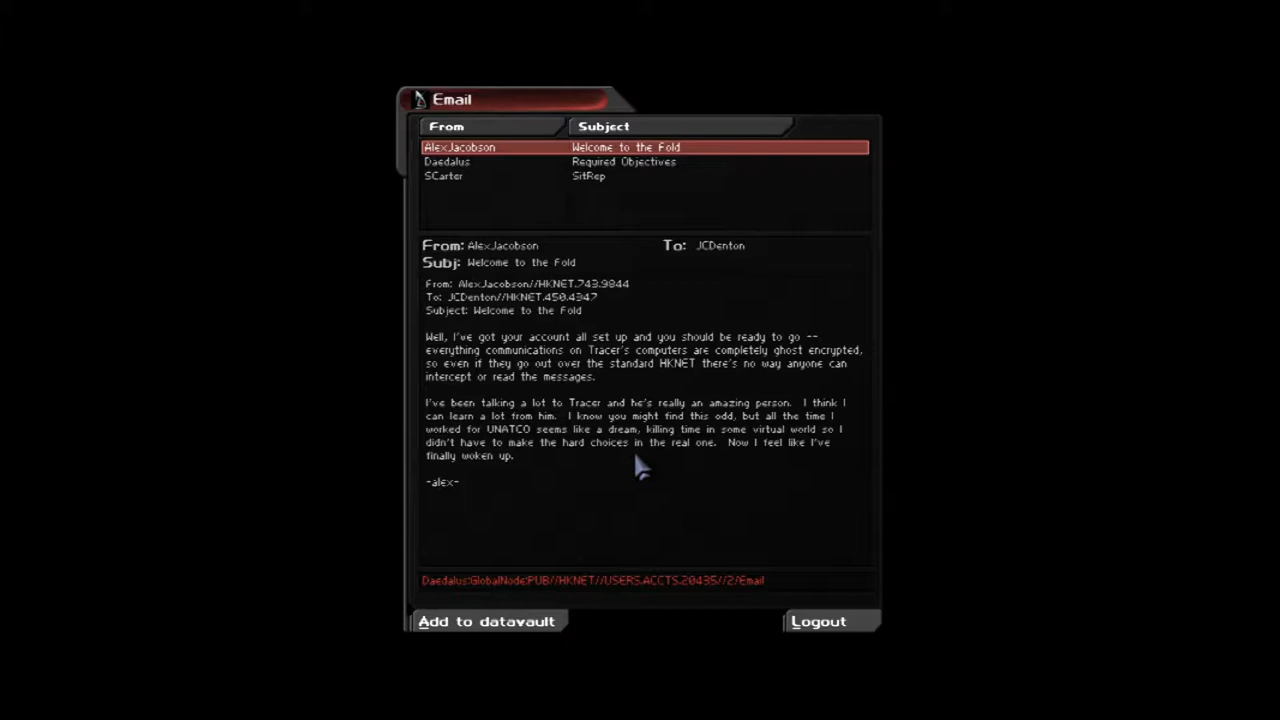 Email
From Subject
AlexJacobson Welcome to the Fold
Daedalus Required Objectives
SCarter SitRep
From: AlexJacobson To: JCDenton
Subj: Welcome to the Fold
From: AlexJacobson//HKNET.743.9844
To: JCDenton//HKNET.450.4347
Subject: Welcome to the Fold
Well, I've got your account all set up and you should be ready to go --
everything communications on Tracer's computers are completely ghost encrypted,
so even if they go out over the standard HKNET there's no way anyone can
intercept or read the messages.
I've been talking a lot to Tracer and he's really an amazing person. I think I
can learn a lot from him. I know you might find this odd, but all the time I
worked for UNATCO seems like a dream, killing time in some virtual world so I
didn't have to make the hard choices in the real one. Now I feel like I've
finally woken up.
-alex-
Daedalus:GlobalNode:PUB//HKNET//USERS.ACCTS.20435//2/Email
Add to datavault Logout